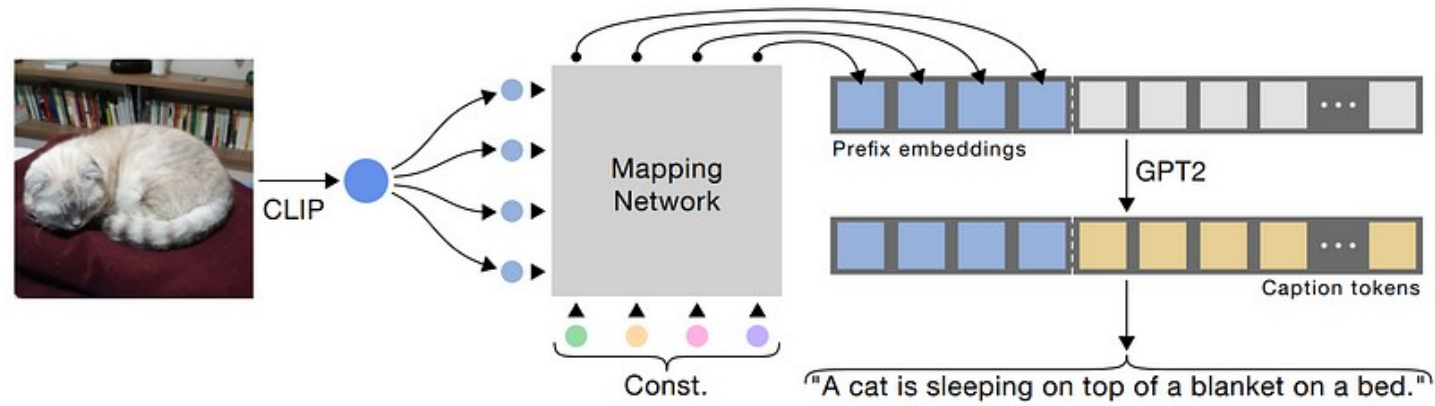 CLIP
Mapping
Network
Const.
Prefix embeddings
GPT2
Caption tokens
"A cat is sleeping on top of a blanket on a bed."